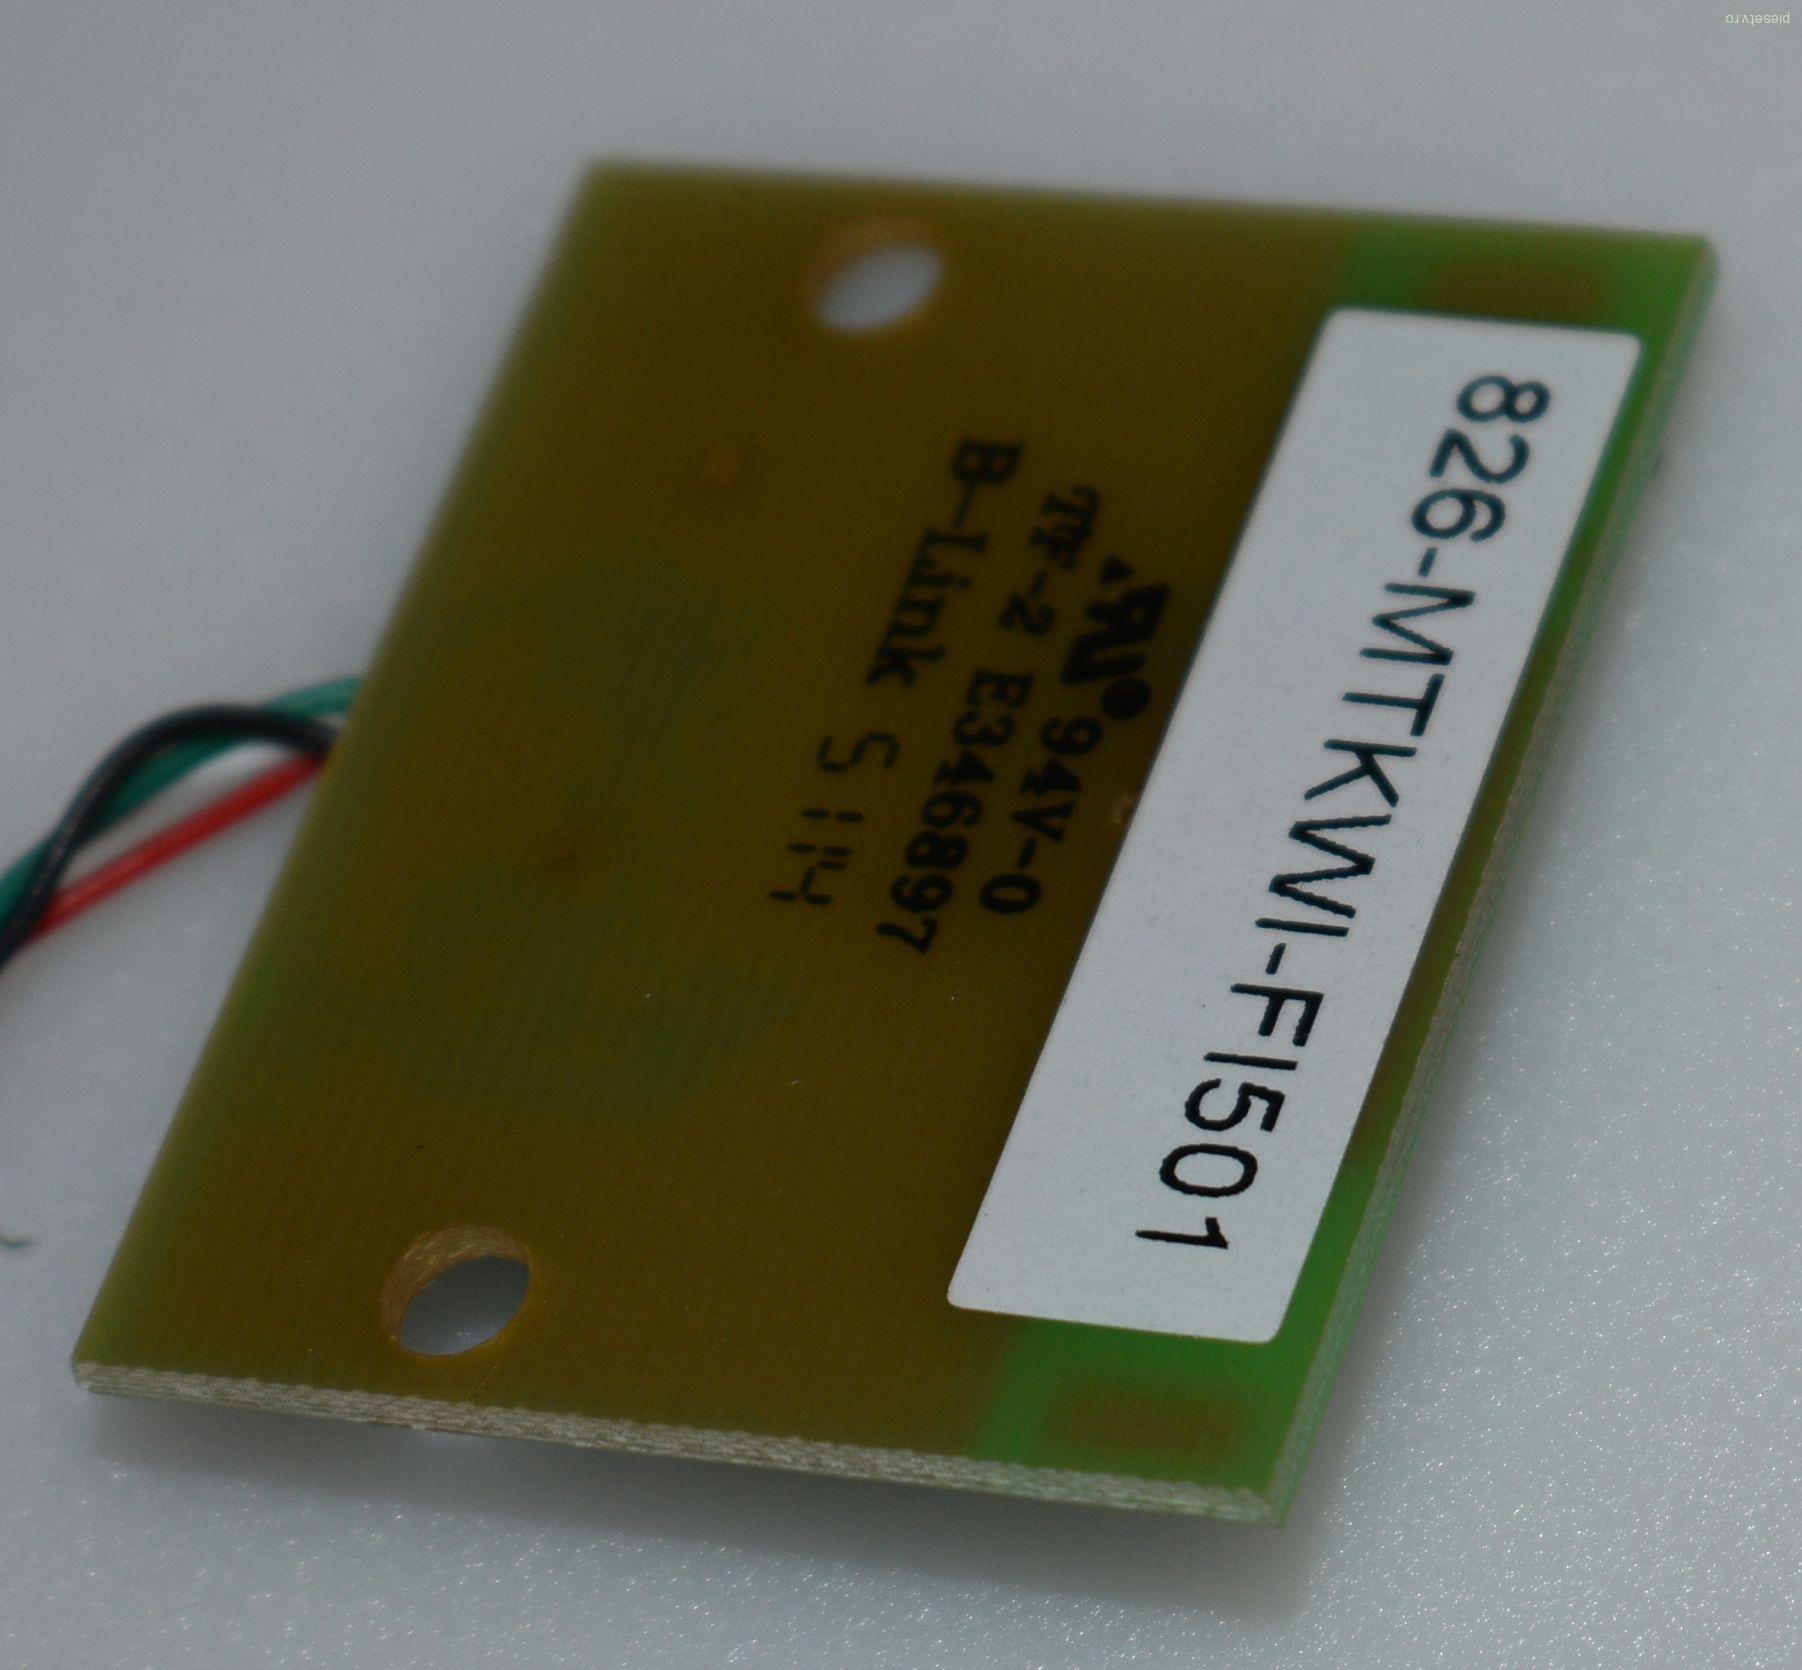 826-MTKWI-FI501
94V-0
TF-2 E346897
B-Link 5114
piesetv.ro